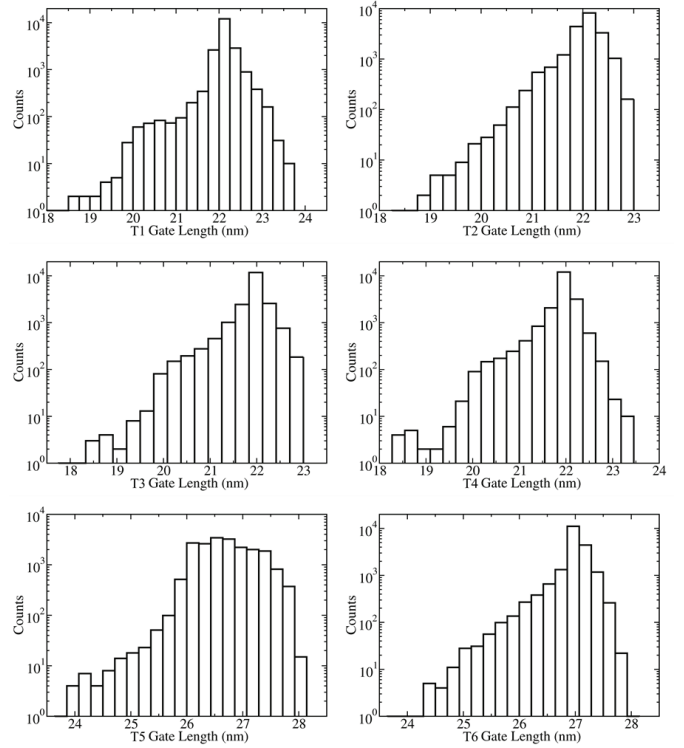 10^4
10^3
10^2
10^1
10^0
Counts
18 19 20 21 22 23 24
T1 Gate Length (nm)
10^4
10^3
10^2
10^1
10^0
Counts
18 19 20 21 22 23
T2 Gate Length (nm)
10^4
10^3
10^2
10^1
10^0
Counts
18 19 20 21 22 23
T3 Gate Length (nm)
10^4
10^3
10^2
10^1
10^0
Counts
18 19 20 21 22 23 24
T4 Gate Length (nm)
10^4
10^3
10^2
10^1
10^0
Counts
24 25 26 27 28
T5 Gate Length (nm)
10^4
10^3
10^2
10^1
10^0
Counts
24 25 26 27 28
T6 Gate Length (nm)